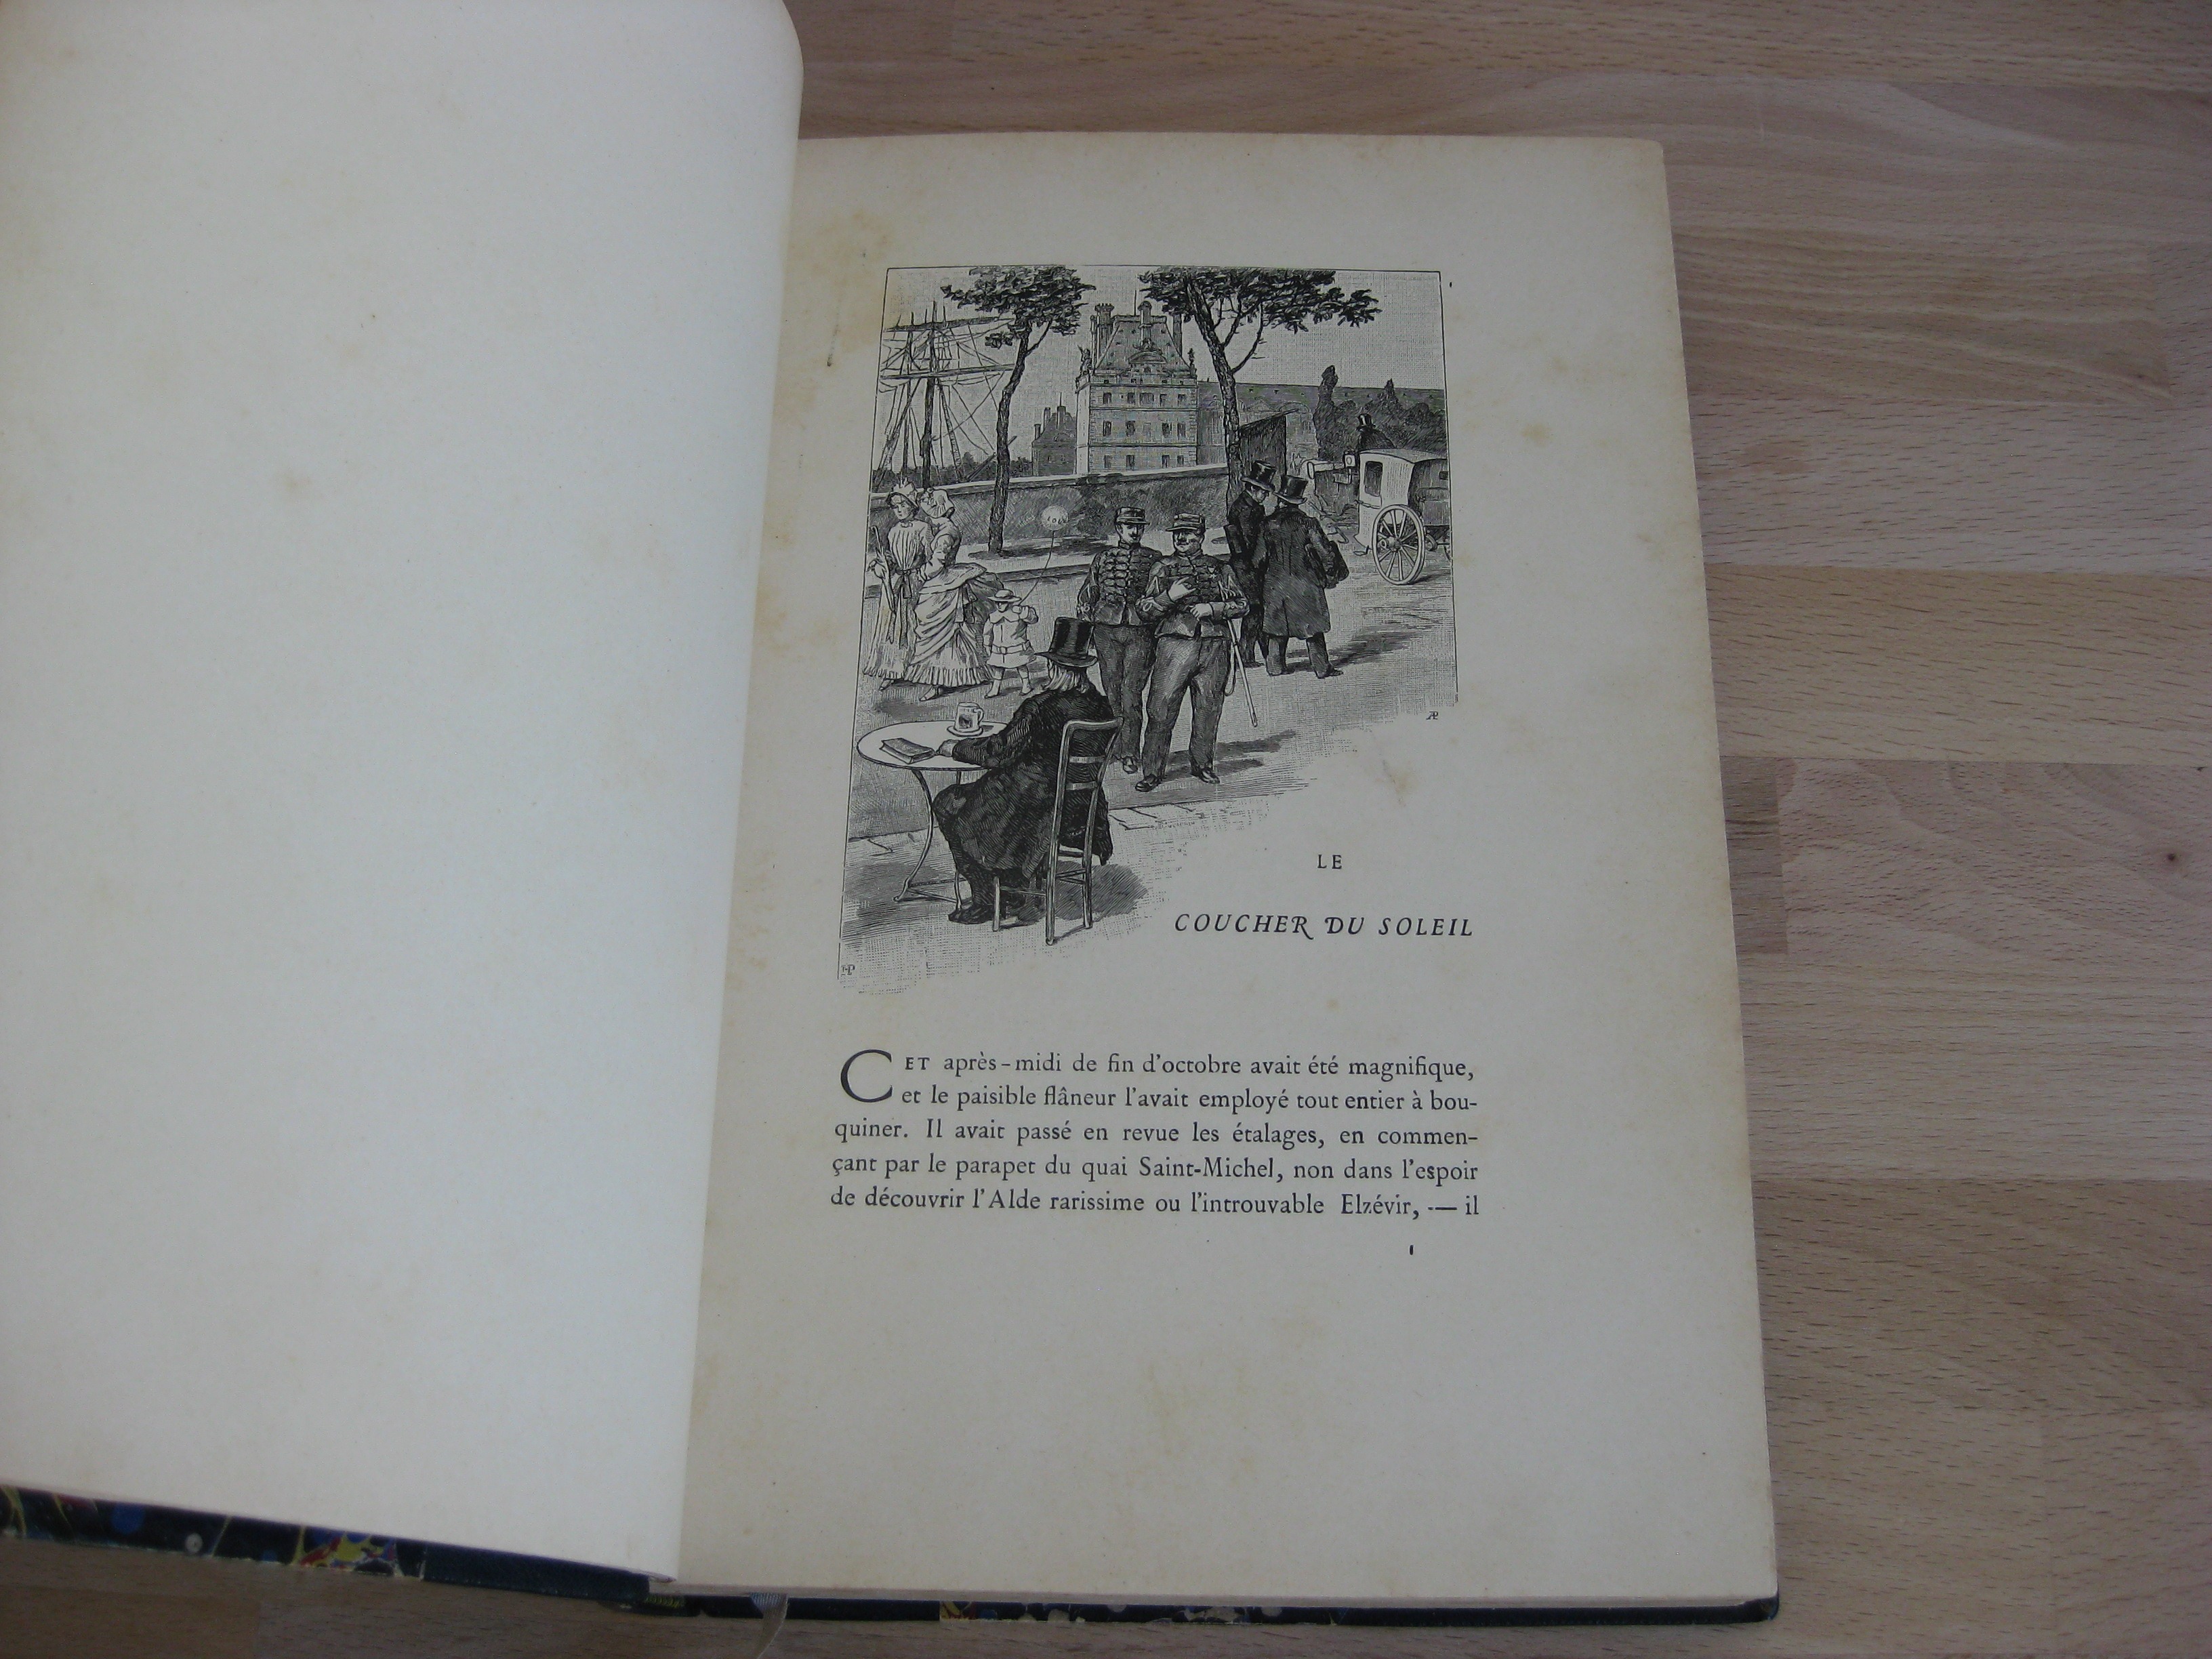 LE
COUCHER DU SOLEIL
CET après-midi de fin d'octobre avait été magnifique,
et le paisible flâneur l'avait employé tout entier à bou-
quiner. Il avait passé en revue les étalages, en commen-
çant par le parapet du quai Saint-Michel, non dans l'espoir
de découvrir l'Alde rarissime ou l'introuvable Elzévir, — il
1